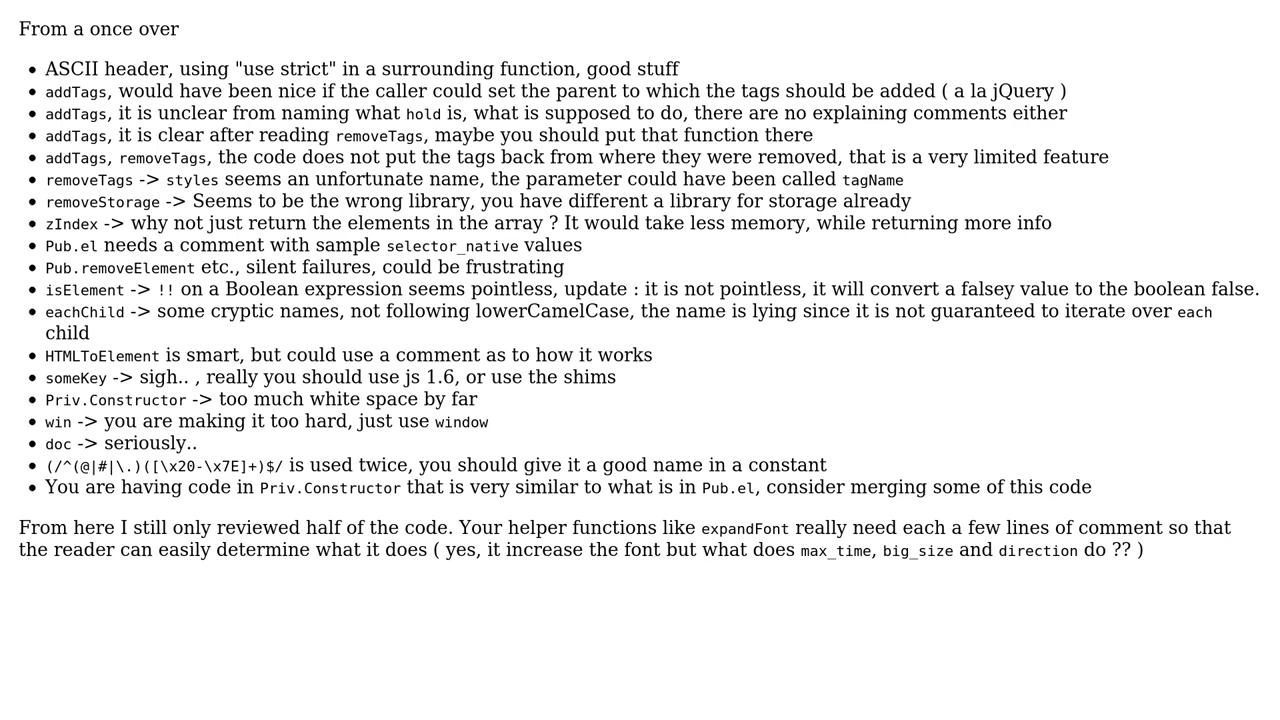 From a once over
• ASCII header, using "use strict" in a surrounding function, good stuff
• addTags, would have been nice if the caller could set the parent to which the tags should be added ( a la jQuery )
• addTags, it is unclear from naming what hold is, what is supposed to do, there are no explaining comments either
• addTags, it is clear after reading removeTags, maybe you should put that function there
• addTags, removeTags, the code does not put the tags back from where they were removed, that is a very limited feature
• removeTags -> styles seems an unfortunate name, the parameter could have been called tagName
• removeStorage -> Seems to be the wrong library, you have different a library for storage already
• zIndex -> why not just return the elements in the array ? It would take less memory, while returning more info
• Pub.el needs a comment with sample selector_native values
• Pub.removeElement etc., silent failures, could be frustrating
• isElement -> !! on a Boolean expression seems pointless, update : it is not pointless, it will convert a falsey value to the boolean false.
• eachChild -> some cryptic names, not following lowerCamelCase, the name is lying since it is not guaranteed to iterate over each
child
• HTMLToElement is smart, but could use a comment as to how it works
• someKey -> sigh.. , really you should use js 1.6, or use the shims
• Priv.Constructor -> too much white space by far
• win -> you are making it too hard, just use window
• doc -> seriously..
• (/^(@|#|\.)([\x20-\x7E]+)$/ is used twice, you should give it a good name in a constant
• You are having code in Priv.Constructor that is very similar to what is in Pub.el, consider merging some of this code
From here I still only reviewed half of the code. Your helper functions like expandFont really need each a few lines of comment so that
the reader can easily determine what it does ( yes, it increase the font but what does max_time, big_size and direction do ?? )